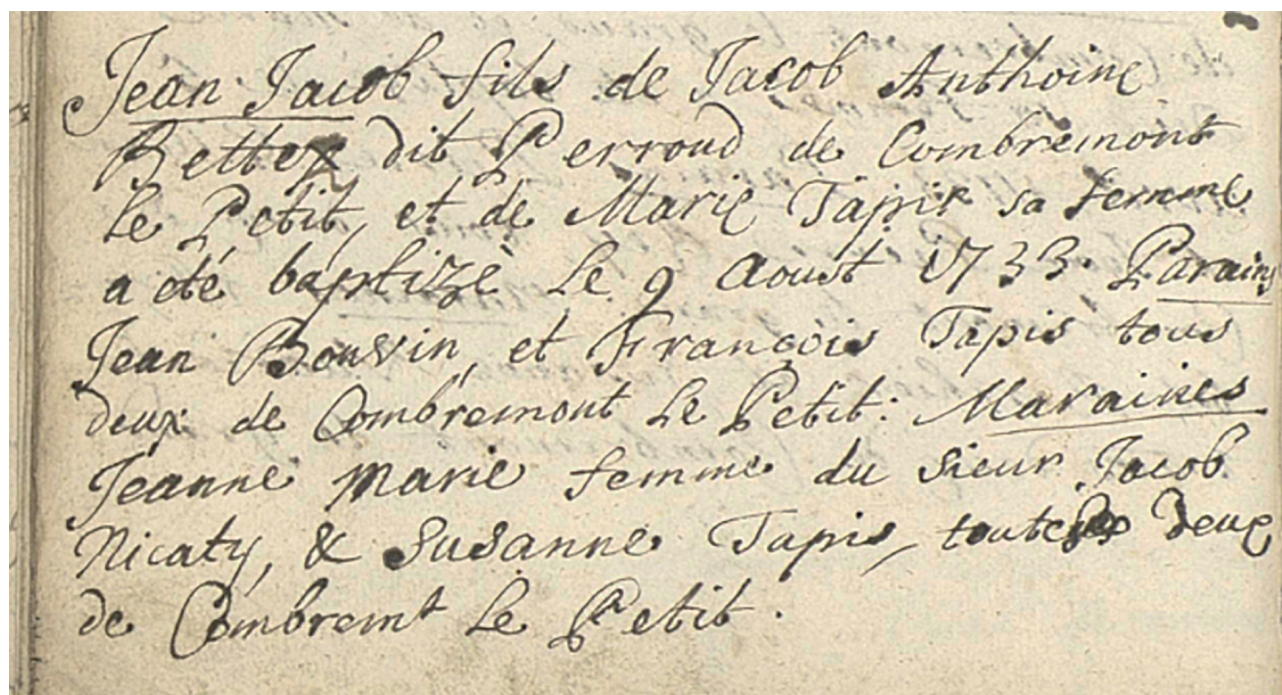 Jean Jacob fils de Jacob Anthoine
Bettex dit Perroud de Combremont
le Petit, et de Marie Tapis sa femme
a été baptizé le 9 Aoust 1733. Parains
Jean Bouvin, et François Tapis tous
deux de Combremont le Petit: Maraines
Jeanne Marie femme du sieur Jacob
Nicaty, & Susanne Tapis, toutes deux
de Combremt le Petit.